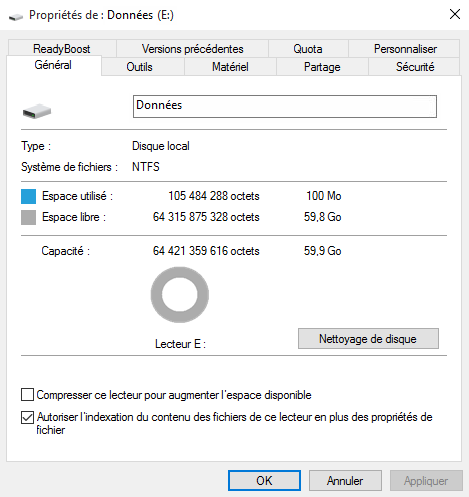 Propriétés de : Données (E:)
ReadyBoost Versions précédentes Quota Personnaliser
Général Outils Matériel Partage Sécurité
Données
Type : Disque local
Système de fichiers : NTFS
Espace utilisé : 105 484 288 octets 100 Mo
Espace libre : 64 315 875 328 octets 59,8 Go
Capacité : 64 421 359 616 octets 59,9 Go
Lecteur E : Nettoyage de disque
Compresser ce lecteur pour augmenter l'espace disponible
Autoriser l'indexation du contenu des fichiers de ce lecteur en plus des propriétés de
fichier
OK Annuler Appliquer